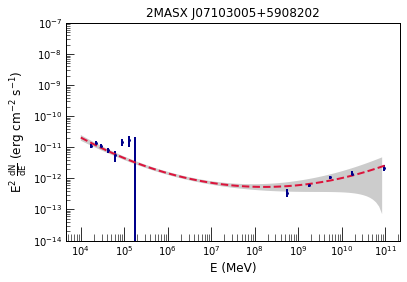 2MASX J07103005+5908202
10⁻⁷
10⁻⁸
10⁻⁹
10⁻¹⁰
10⁻¹¹
10⁻¹²
10⁻¹³
10⁻¹⁴
E² dN/dE (erg cm⁻² s⁻¹)
10⁴ 10⁵ 10⁶ 10⁷ 10⁸ 10⁹ 10¹⁰ 10¹¹
E (MeV)